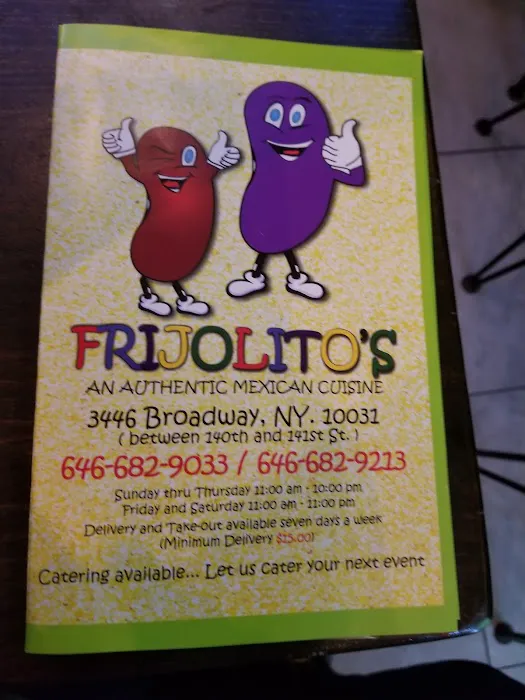 FRIJOLITO'S
AN AUTHENTIC MEXICAN CUISINE
3446 Broadway, NY. 10031
( between 140th and 141st St. )
646-682-9033 / 646-682-9213
Sunday thru Thursday 11:00 am - 10:00 pm
Friday and Saturday 11:00 am - 11:00 pm
Delivery and Take-out available seven days a week
(Minimum Delivery $15.00)
Catering available... Let us cater your next event